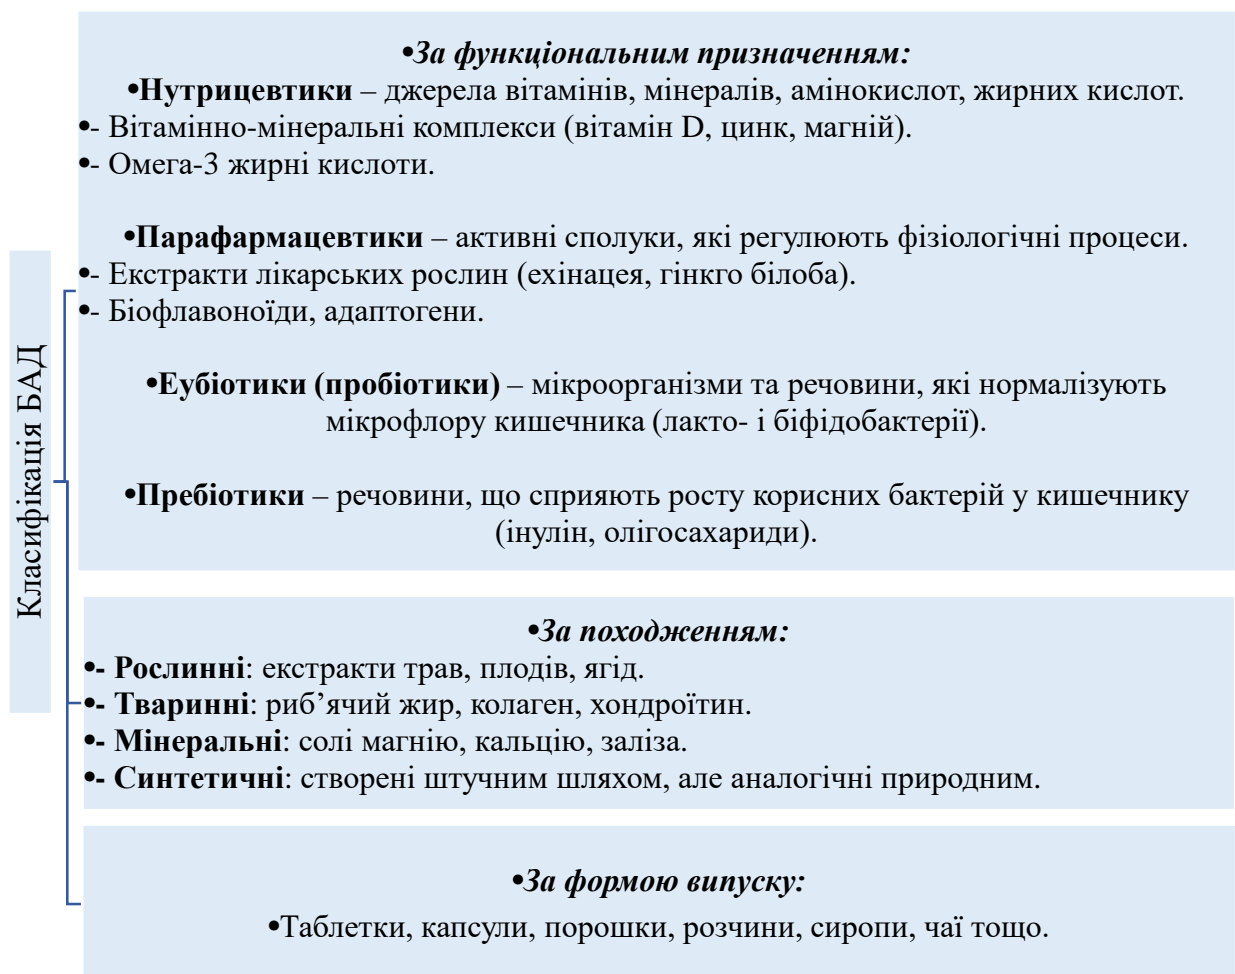 Класифікація БАД
•За функціональним призначенням:
•Нутрицевтики – джерела вітамінів, мінералів, амінокислот, жирних кислот.
•- Вітамінно-мінеральні комплекси (вітамін D, цинк, магній).
•- Омега-3 жирні кислоти.
•Парафармацевтики – активні сполуки, які регулюють фізіологічні процеси.
•- Екстракти лікарських рослин (ехінацея, гінкго білоба).
•- Біофлавоноїди, адаптогени.
•Еубіотики (пробіотики) – мікроорганізми та речовини, які нормалізують
мікрофлору кишечника (лакто- і біфідобактерії).
•Пребіотики – речовини, що сприяють росту корисних бактерій у кишечнику
(інулін, олігосахариди).
•За походженням:
•- Рослинні: екстракти трав, плодів, ягід.
•- Тваринні: риб’ячий жир, колаген, хондроїтин.
•- Мінеральні: солі магнію, кальцію, заліза.
•- Синтетичні: створені штучним шляхом, але аналогічні природним.
•За формою випуску:
•Таблетки, капсули, порошки, розчини, сиропи, чаї тощо.